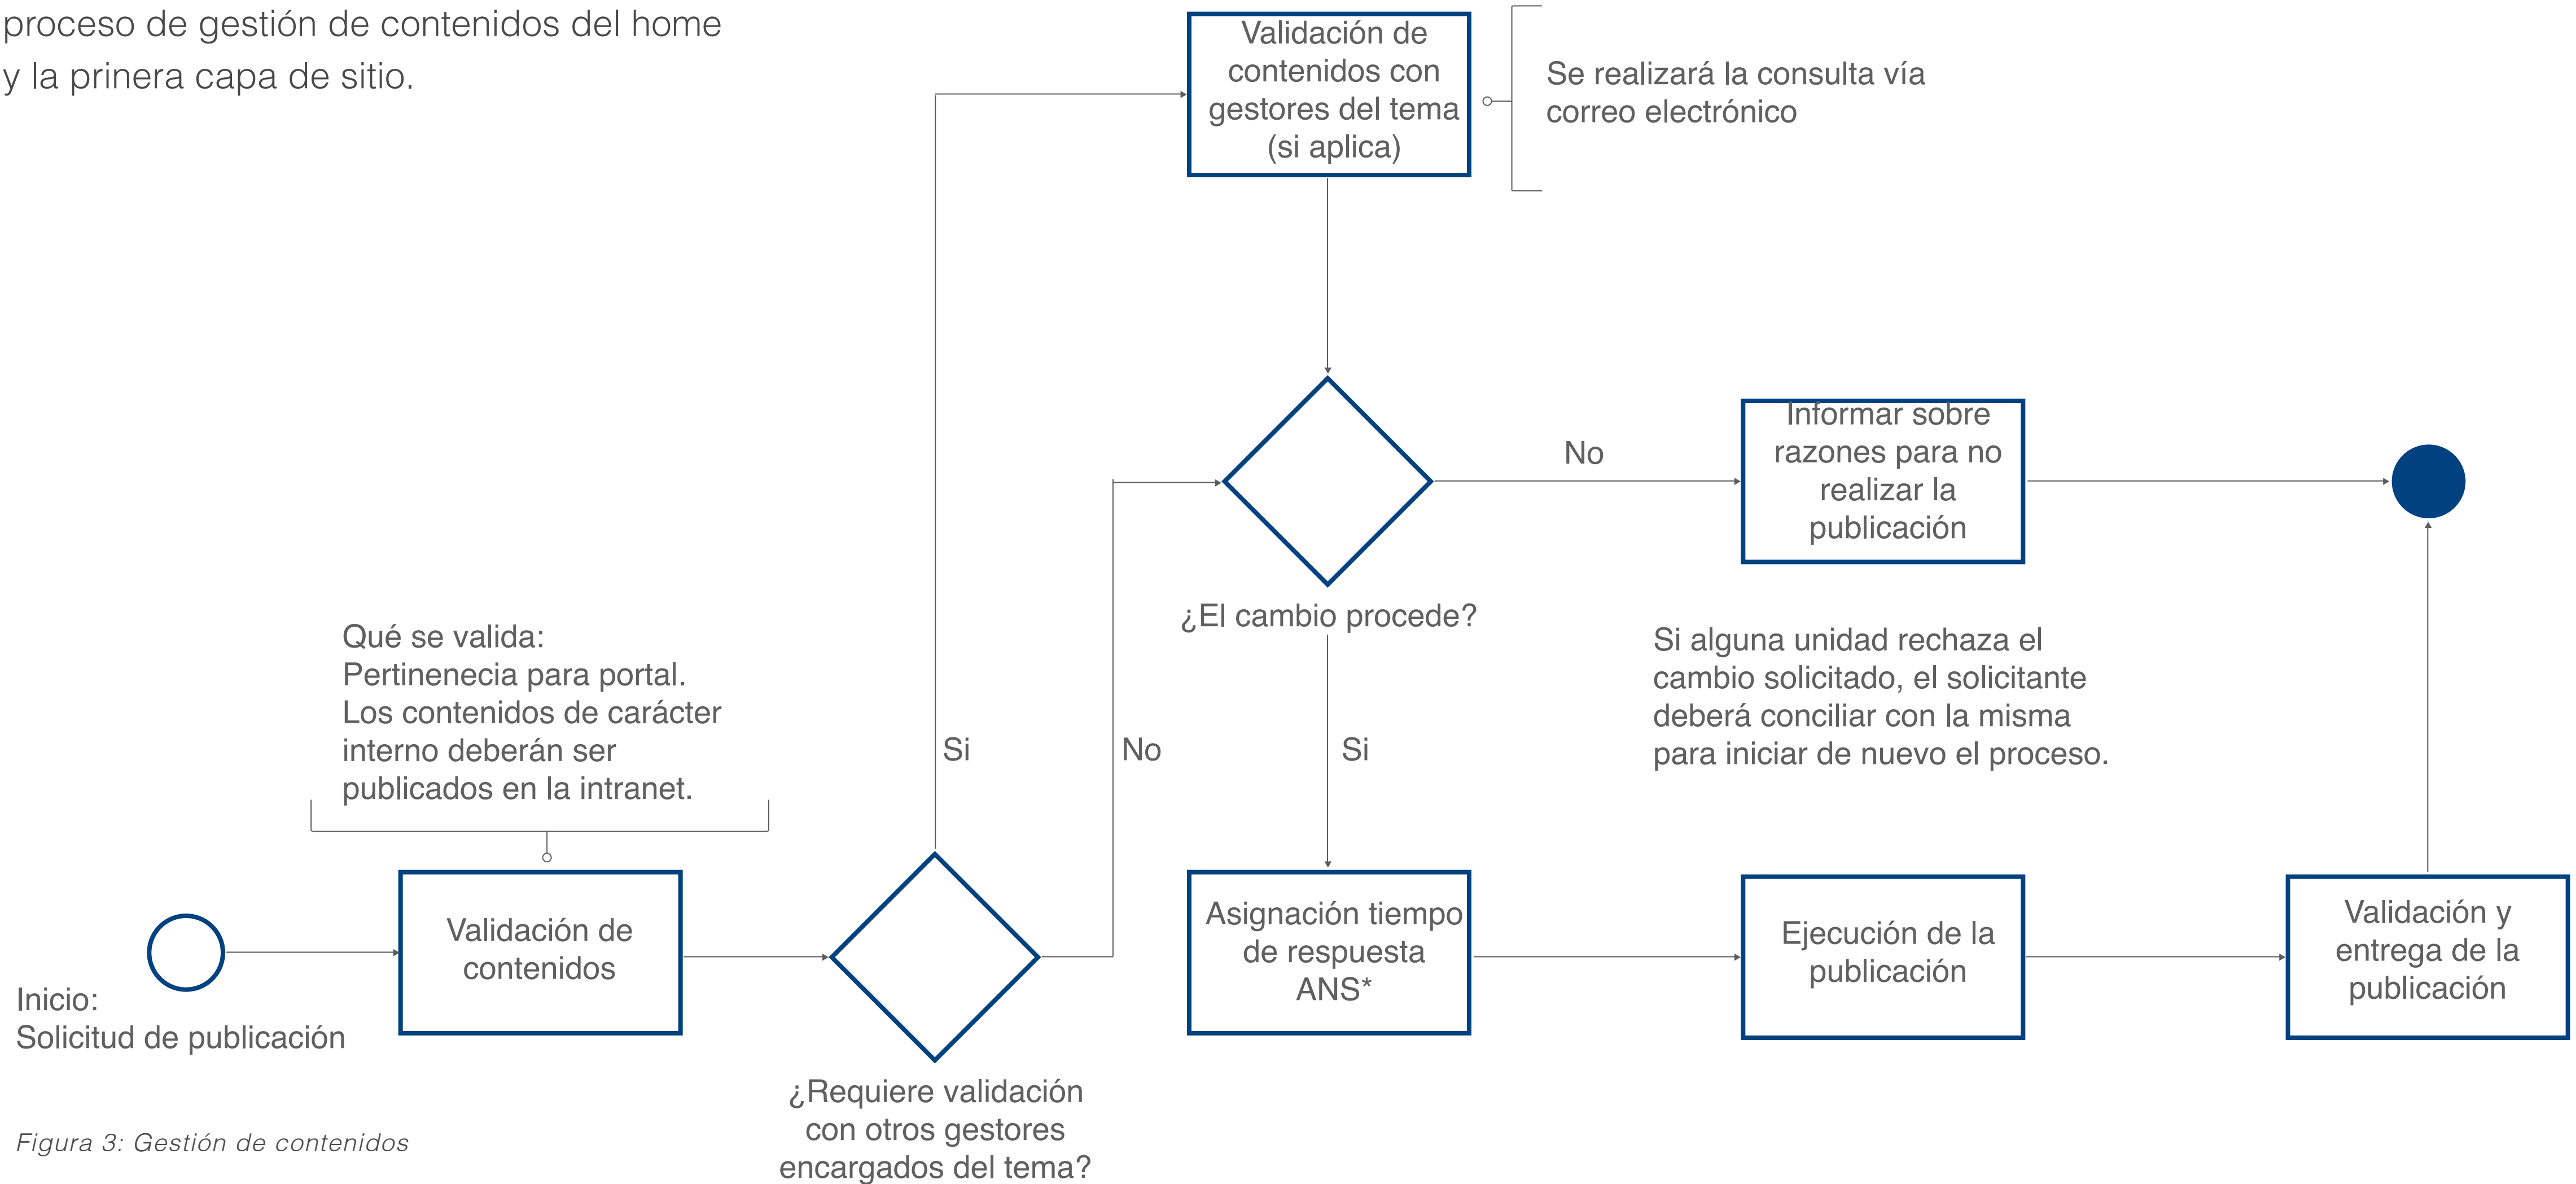 proceso de gestión de contenidos del home
y la prinera capa de sitio.
Validación de
contenidos con
gestores del tema
(si aplica)
Se realizará la consulta vía
correo electrónico
No
Informar sobre
razones para no
realizar la
publicación
¿El cambio procede?
Qué se valida:
Pertinenecia para portal.
Los contenidos de carácter
interno deberán ser
publicados en la intranet.
Si
No
Si
Si alguna unidad rechaza el
cambio solicitado, el solicitante
deberá conciliar con la misma
para iniciar de nuevo el proceso.
Inicio:
Solicitud de publicación
Validación de
contenidos
¿Requiere validación
con otros gestores
encargados del tema?
Asignación tiempo
de respuesta
ANS*
Ejecución de la
publicación
Validación y
entrega de la
publicación
Figura 3: Gestión de contenidos